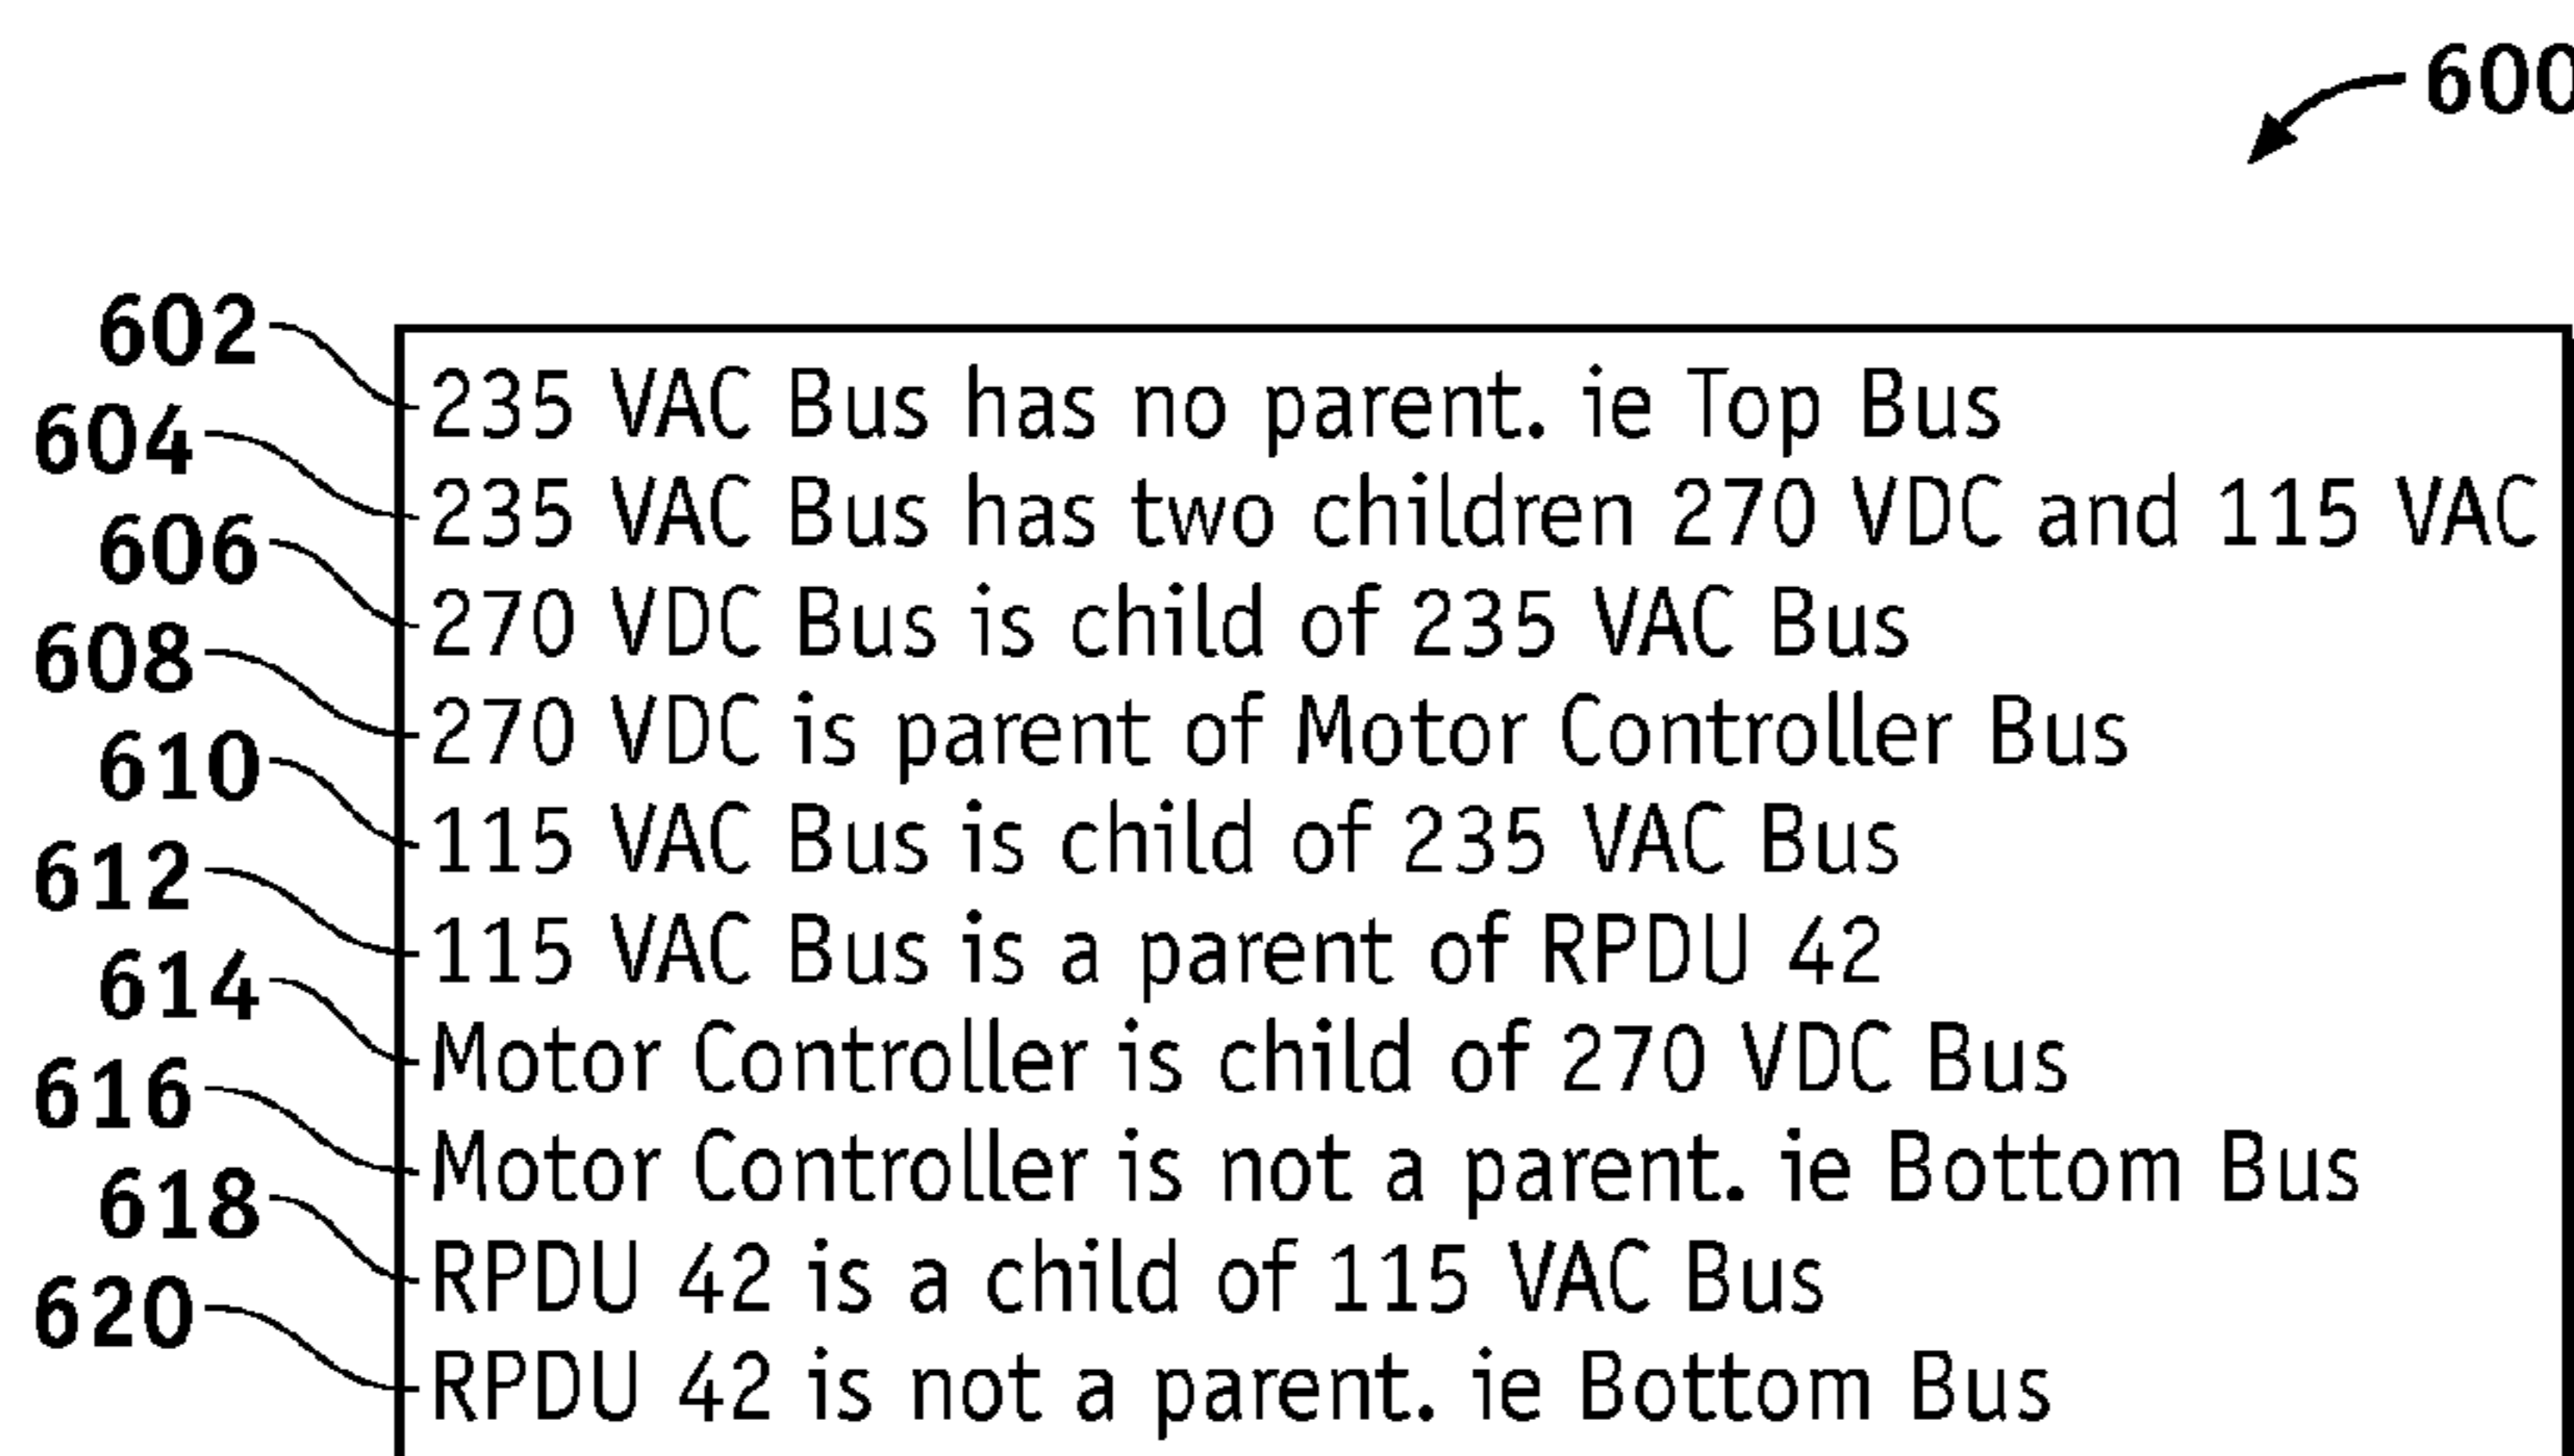 600
602 235 VAC Bus has no parent. ie Top Bus
604 235 VAC Bus has two children 270 VDC and 115 VAC
606 270 VDC Bus is child of 235 VAC Bus
608 270 VDC is parent of Motor Controller Bus
610 115 VAC Bus is child of 235 VAC Bus
612 115 VAC Bus is a parent of RPDU 42
614 Motor Controller is child of 270 VDC Bus
616 Motor Controller is not a parent. ie Bottom Bus
618 RPDU 42 is a child of 115 VAC Bus
620 RPDU 42 is not a parent. ie Bottom Bus